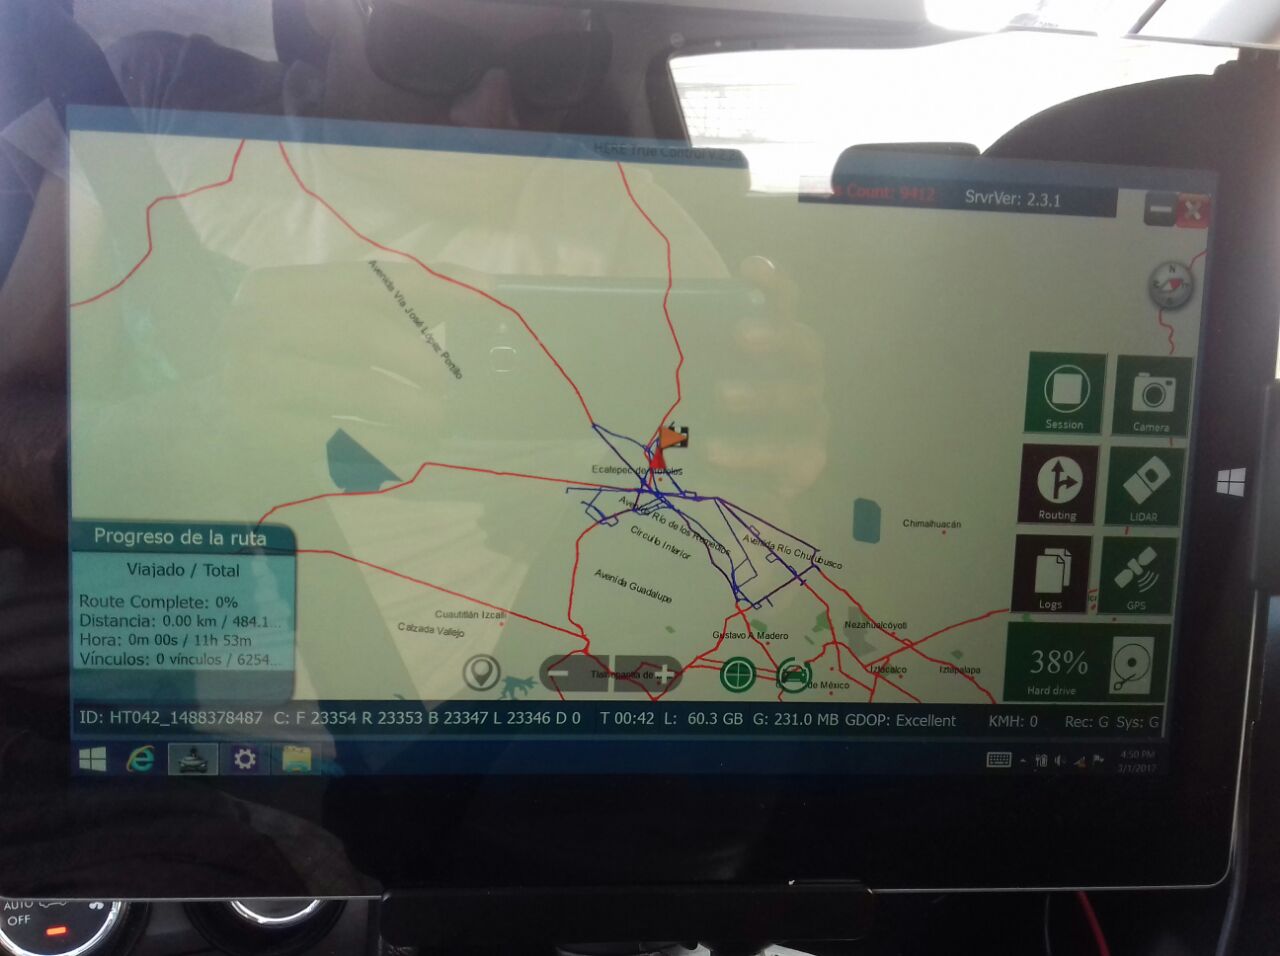 HERE True Control v.2.2
Count: 9412
SrvrVer: 2.3.1
N
Avenida Vía José López Portillo
Session
Camera
Ecatepec de Morelos
Routing
LIDAR
Avenida Río de los Remedios
Circuito Interior
Avenida Río Churubusco
Chimalhuacán
Avenida Guadalupe
Logs
GPS
Progreso de la ruta
Viajado / Total
Route Complete: 0%
Distancia: 0.00 km / 484.1...
Hora: 0m 00s / 11h 53m
Vínculos: 0 vínculos / 6254...
Cuautitlán Izcalli
Calzada Vallejo
Gustavo A. Madero
Nezahualcóyotl
Iztacalco
Iztapalapa
de México
38%
Hard drive
ID: HT042_1488378487 C: F 23354 R 23353 B 23347 L 23346 D 0 T 00:42 L: 60.3 GB G: 231.0 MB GDOP: Excellent KMH: 0 Rec: G Sys: G
4:50 PM
3/1/2017
AUTO
OFF